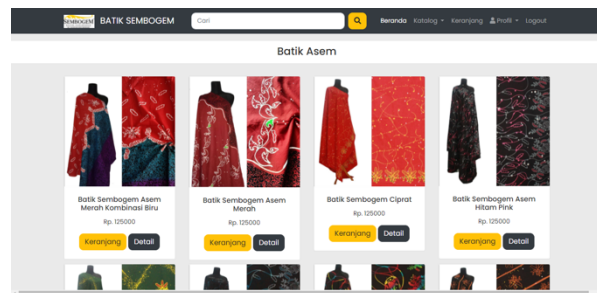 SEMBOGEM BATIK SEMBOGEM Cari Beranda Katalog Keranjang Profil Logout
Batik Asem
Batik Sembogem Asem
Merah Kombinasi Biru
Rp. 125000
Keranjang Detail
Batik Sembogem Asem
Merah
Rp. 125000
Keranjang Detail
Batik Sembogem Ciprat
Rp. 125000
Keranjang Detail
Batik Sembogem Asem
Hitam Pink
Rp. 125000
Keranjang Detail